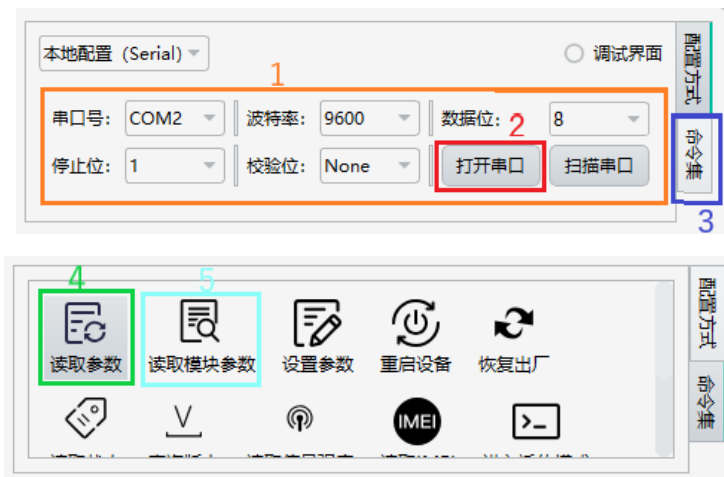 本地配置 (Serial)
调试界面
配置方式
1
串口号: COM2 波特率: 9600 数据位: 8
2
停止位: 1 校验位: None 打开串口 扫描串口
命令集
3
4 5
配置方式
读取参数 读取模块参数 设置参数 重启设备 恢复出厂
命令集
IMEI